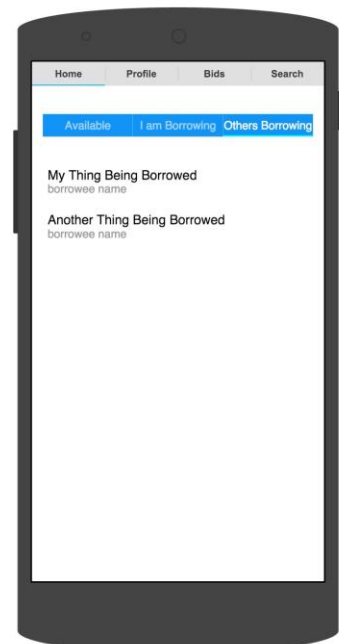 Home Profile Bids Search
Available I am Borrowing Others Borrowing
My Thing Being Borrowed
borrowee name
Another Thing Being Borrowed
borrowee name